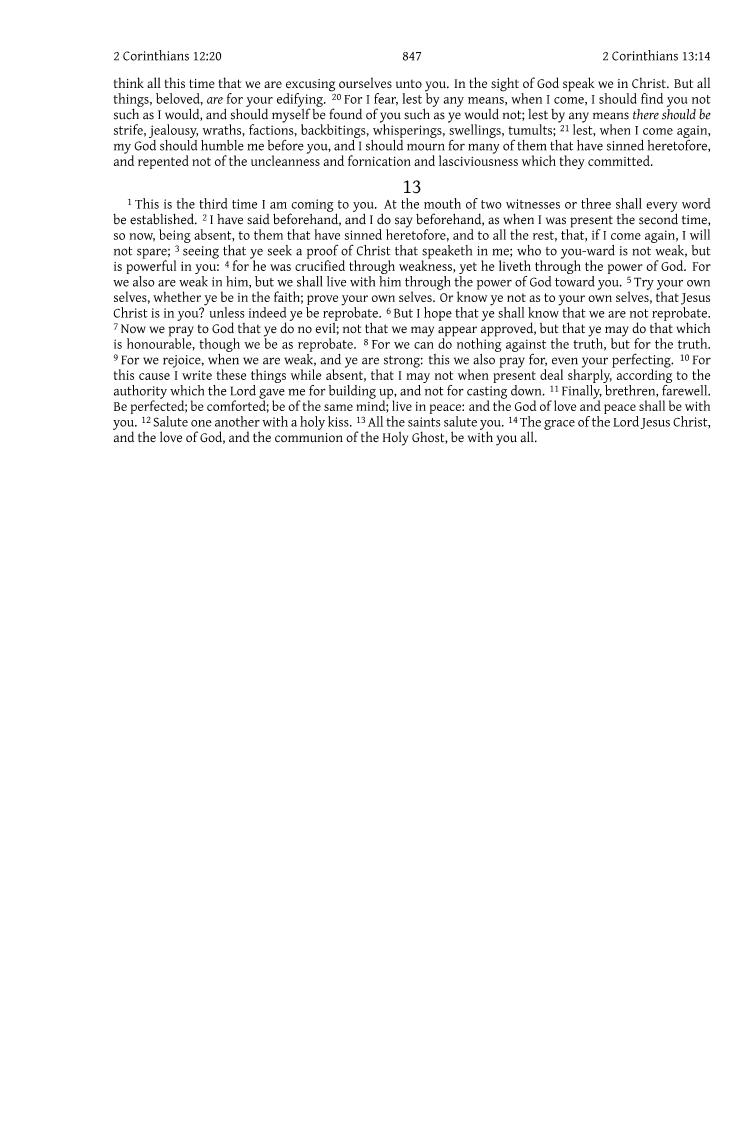 2 Corinthians 12:20 847 2 Corinthians 13:14
think all this time that we are excusing ourselves unto you. In the sight of God speak we in Christ. But all
things, beloved, are for your edifying. 20 For I fear, lest by any means, when I come, I should find you not
such as I would, and should myself be found of you such as ye would not; lest by any means there should be
strife, jealousy, wraths, factions, backbitings, whisperings, swellings, tumults; 21 lest, when I come again,
my God should humble me before you, and I should mourn for many of them that have sinned heretofore,
and repented not of the uncleanness and fornication and lasciviousness which they committed.
13
1 This is the third time I am coming to you. At the mouth of two witnesses or three shall every word
be established. 2 I have said beforehand, and I do say beforehand, as when I was present the second time,
so now, being absent, to them that have sinned heretofore, and to all the rest, that, if I come again, I will
not spare; 3 seeing that ye seek a proof of Christ that speaketh in me; who to you-ward is not weak, but
is powerful in you: 4 for he was crucified through weakness, yet he liveth through the power of God. For
we also are weak in him, but we shall live with him through the power of God toward you. 5 Try your own
selves, whether ye be in the faith; prove your own selves. Or know ye not as to your own selves, that Jesus
Christ is in you? unless indeed ye be reprobate. 6 But I hope that ye shall know that we are not reprobate.
7 Now we pray to God that ye do no evil; not that we may appear approved, but that ye may do that which
is honourable, though we be as reprobate. 8 For we can do nothing against the truth, but for the truth.
9 For we rejoice, when we are weak, and ye are strong: this we also pray for, even your perfecting. 10 For
this cause I write these things while absent, that I may not when present deal sharply, according to the
authority which the Lord gave me for building up, and not for casting down. 11 Finally, brethren, farewell.
Be perfected; be comforted; be of the same mind; live in peace: and the God of love and peace shall be with
you. 12 Salute one another with a holy kiss. 13 All the saints salute you. 14 The grace of the Lord Jesus Christ,
and the love of God, and the communion of the Holy Ghost, be with you all.